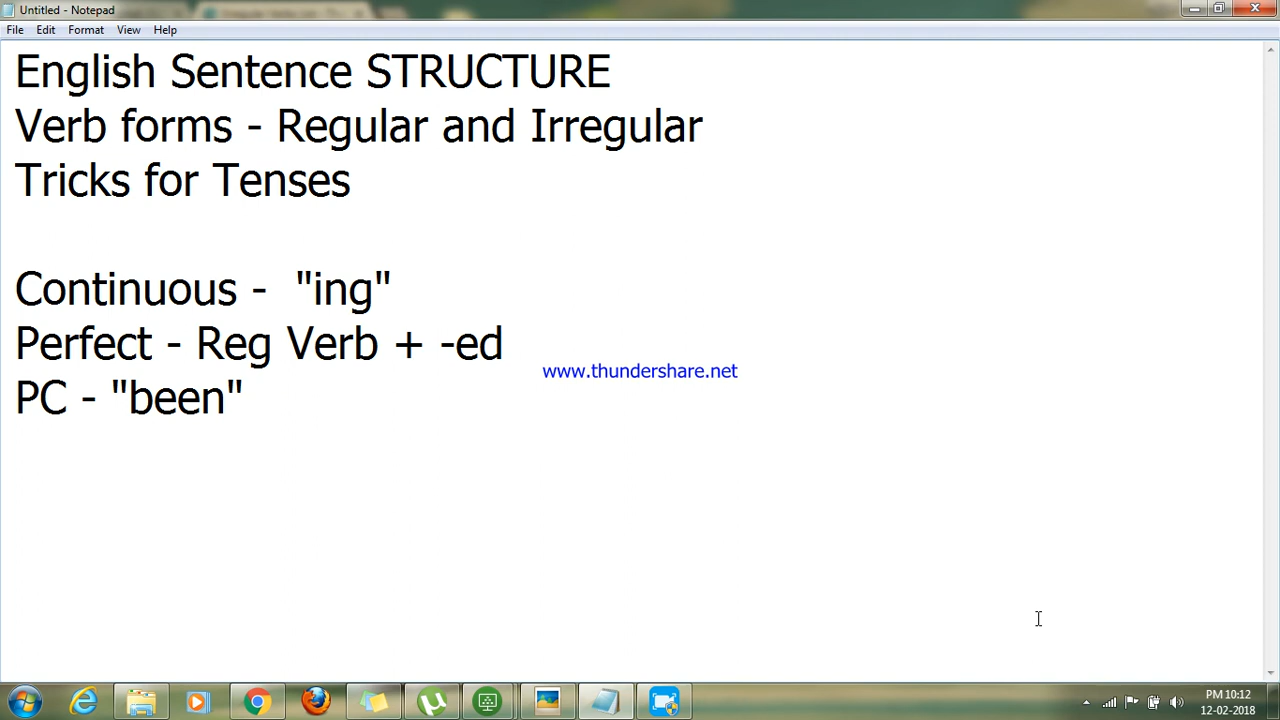 Untitled - Notepad
File Edit Format View Help
English Sentence STRUCTURE
Verb forms - Regular and Irregular
Tricks for Tenses
Continuous - "ing"
Perfect - Reg Verb + -ed
www.thundershare.net
PC - "been"
PM 10:12
12-02-2018